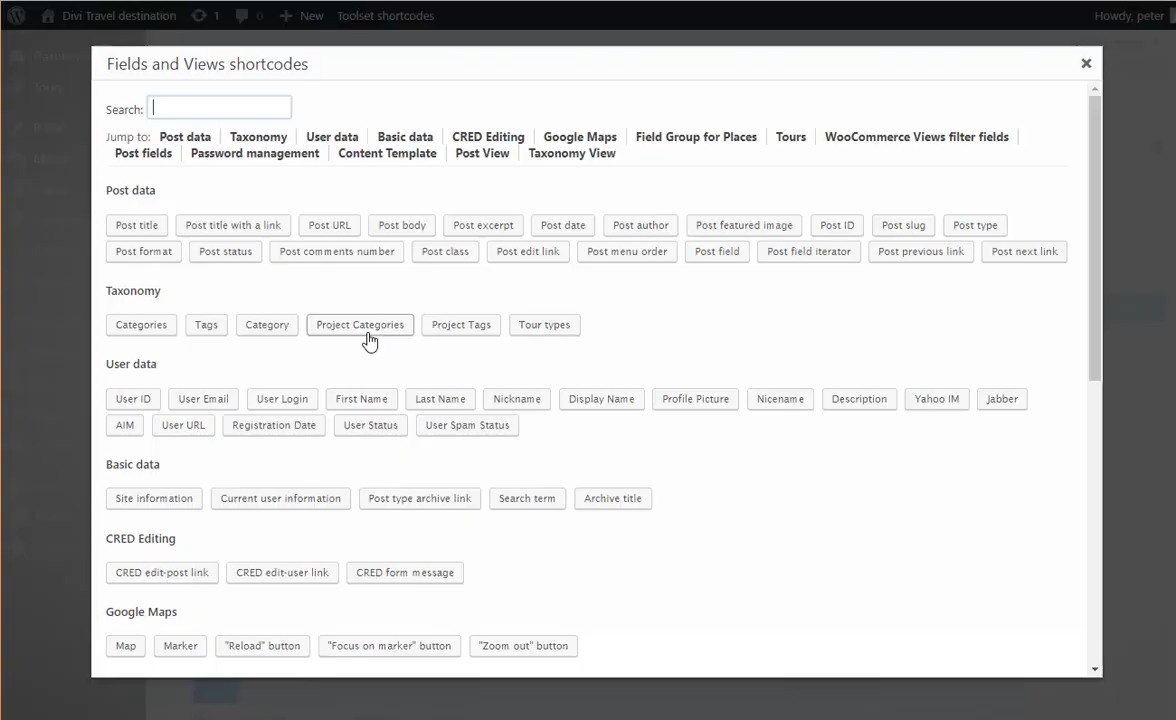 Divi Travel destination 1 0 New Toolset shortcodes Howdy, peter
Fields and Views shortcodes
Search:
Jump to: Post data Taxonomy User data Basic data CRED Editing Google Maps Field Group for Places Tours WooCommerce Views filter fields
Post fields Password management Content Template Post View Taxonomy View
Post data
Post title Post title with a link Post URL Post body Post excerpt Post date Post author Post featured image Post ID Post slug Post type
Post format Post status Post comments number Post class Post edit link Post menu order Post field Post field iterator Post previous link Post next link
Taxonomy
Categories Tags Category Project Categories Project Tags Tour types
User data
User ID User Email User Login First Name Last Name Nickname Display Name Profile Picture Nicename Description Yahoo IM Jabber
AIM User URL Registration Date User Status User Spam Status
Basic data
Site information Current user information Post type archive link Search term Archive title
CRED Editing
CRED edit-post link CRED edit-user link CRED form message
Google Maps
Map Marker "Reload" button "Focus on marker" button "Zoom out" button